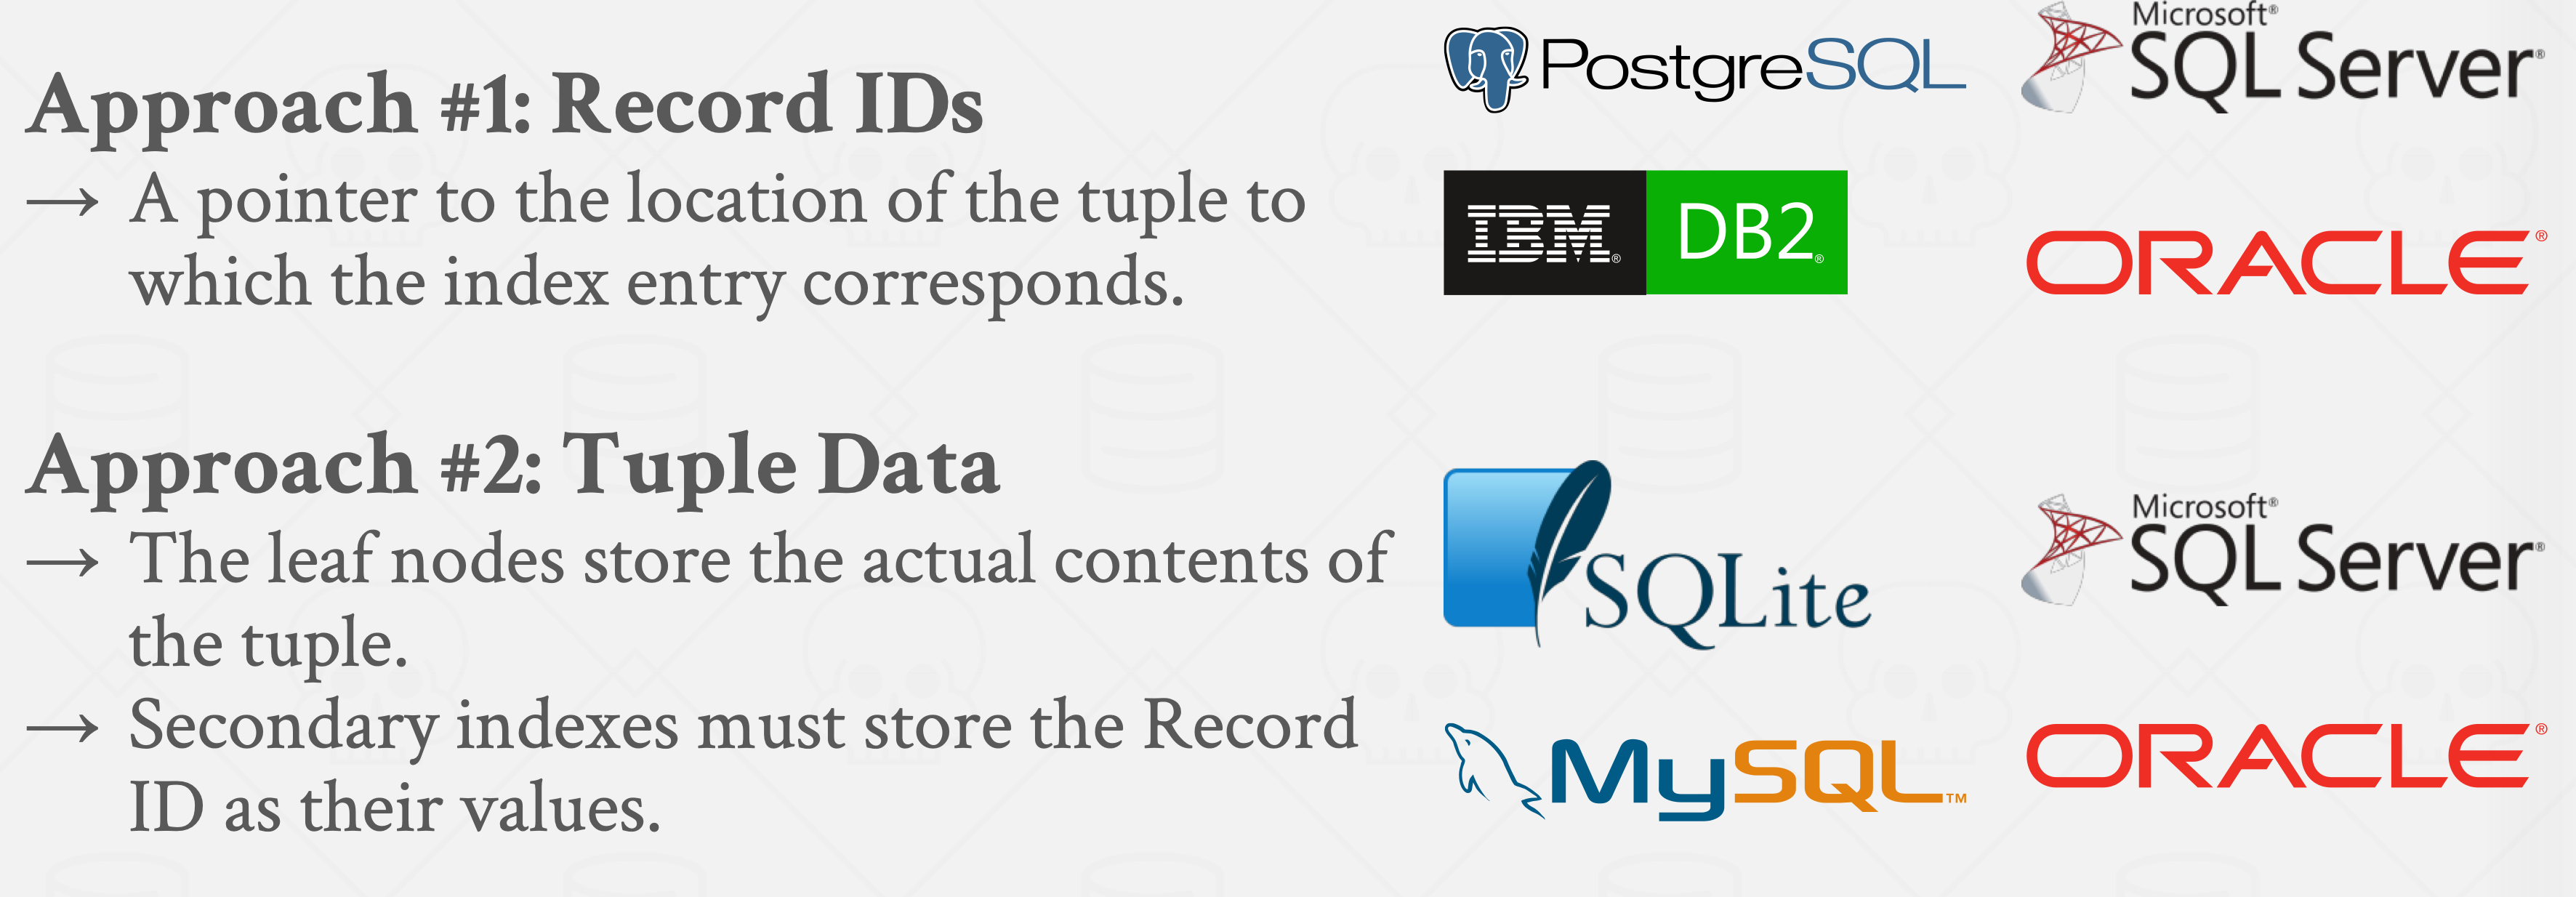 Approach #1: Record IDs
→ A pointer to the location of the tuple to
which the index entry corresponds.
PostgreSQL
Microsoft®
SQL Server®
IBM® DB2®
ORACLE®
Approach #2: Tuple Data
→ The leaf nodes store the actual contents of
the tuple.
→ Secondary indexes must store the Record
ID as their values.
SQLite
Microsoft®
SQL Server®
MySQL™
ORACLE®